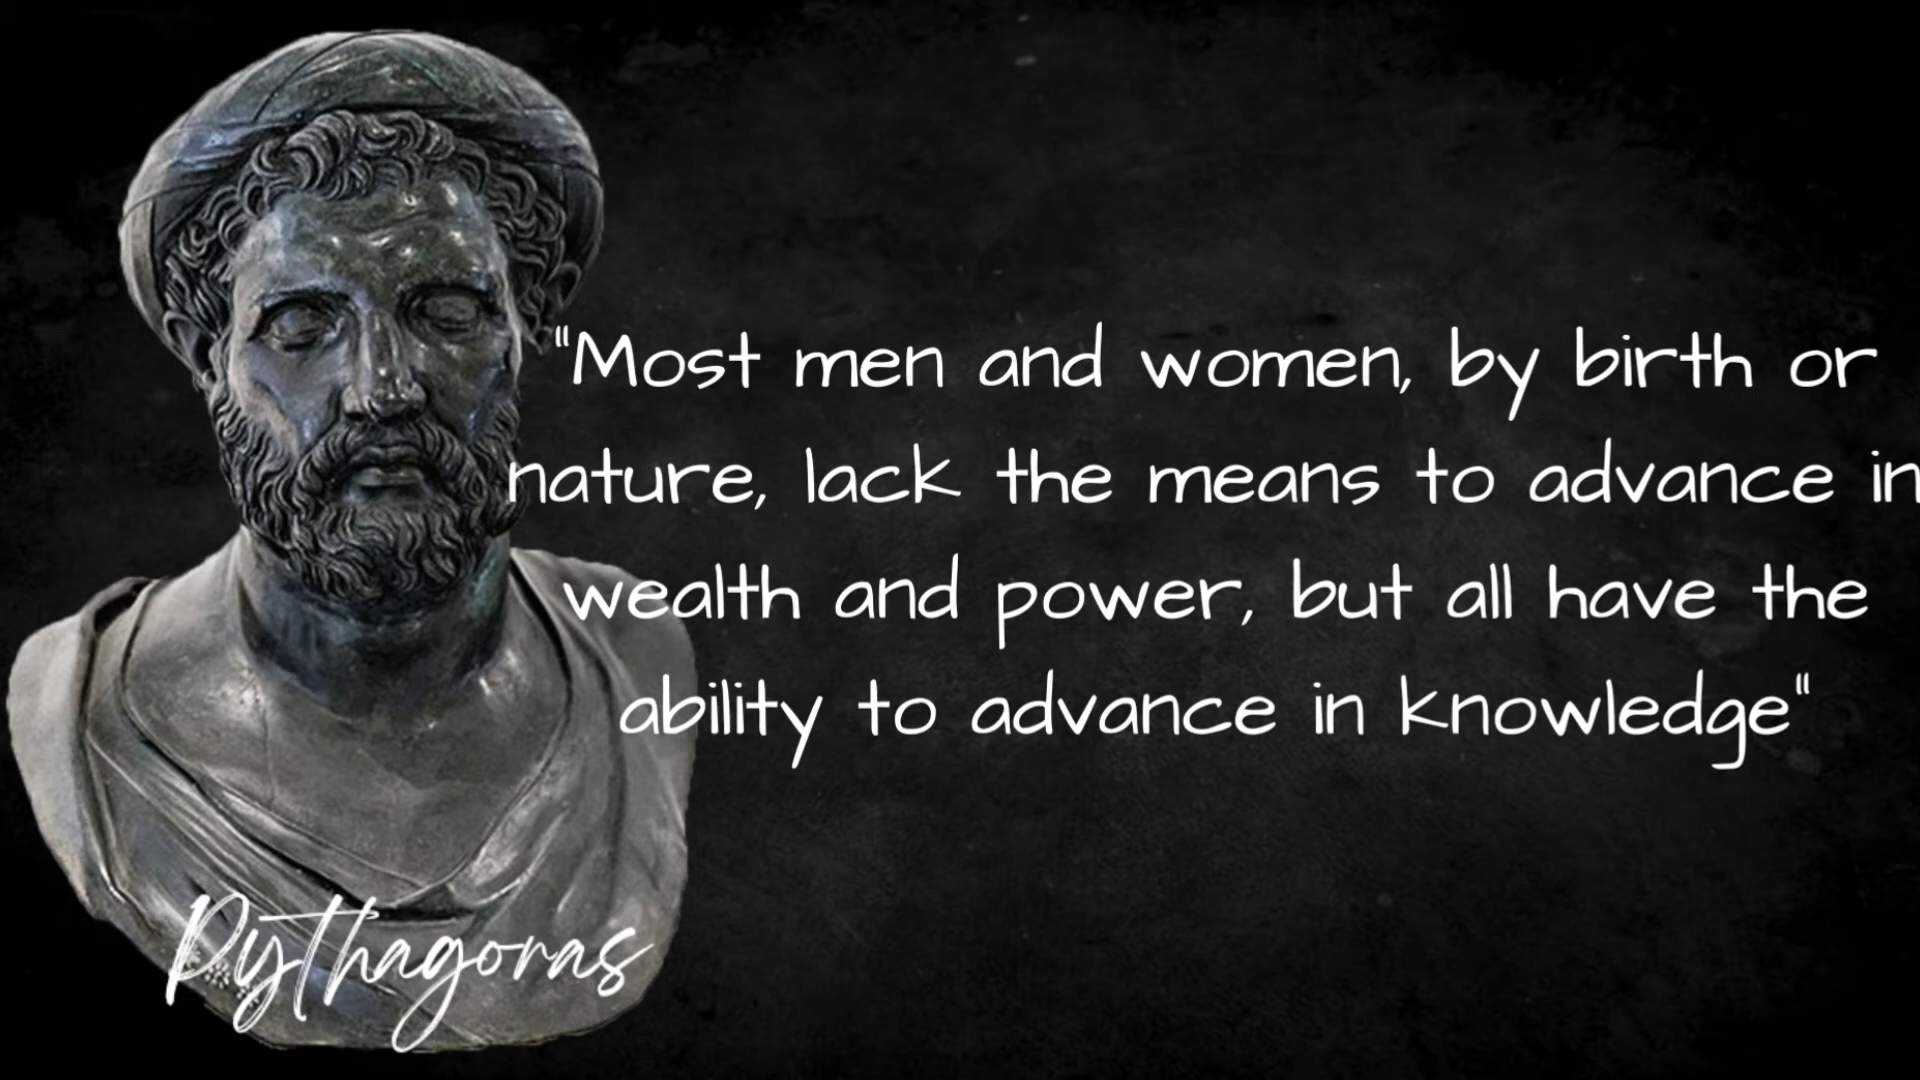 "Most men and women, by birth or
nature, lack the means to advance in
wealth and power, but all have the
ability to advance in knowledge"
Pythagoras